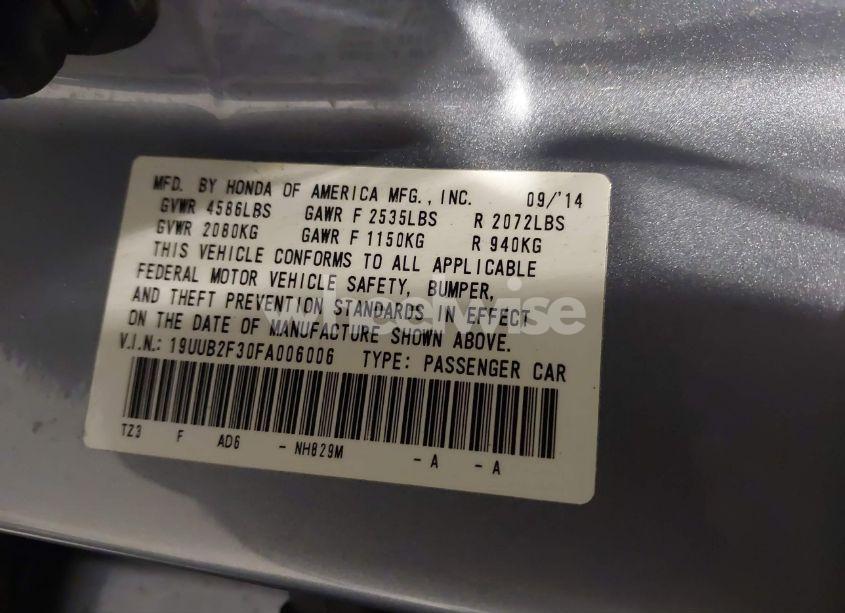 MFD. BY HONDA OF AMERICA MFG., INC. 09/'14
GVWR 4586LBS GAWR F 2535LBS R 2072LBS
GVWR 2080KG GAWR F 1150KG R 940KG
THIS VEHICLE CONFORMS TO ALL APPLICABLE
FEDERAL MOTOR VEHICLE SAFETY, BUMPER,
AND THEFT PREVENTION STANDARDS IN EFFECT
ON THE DATE OF MANUFACTURE SHOWN ABOVE.
V.I.N.: 19UUB2F30FA006006 TYPE: PASSENGER CAR
TZ3 F AD6 - NH829M - A - A
wheelwise